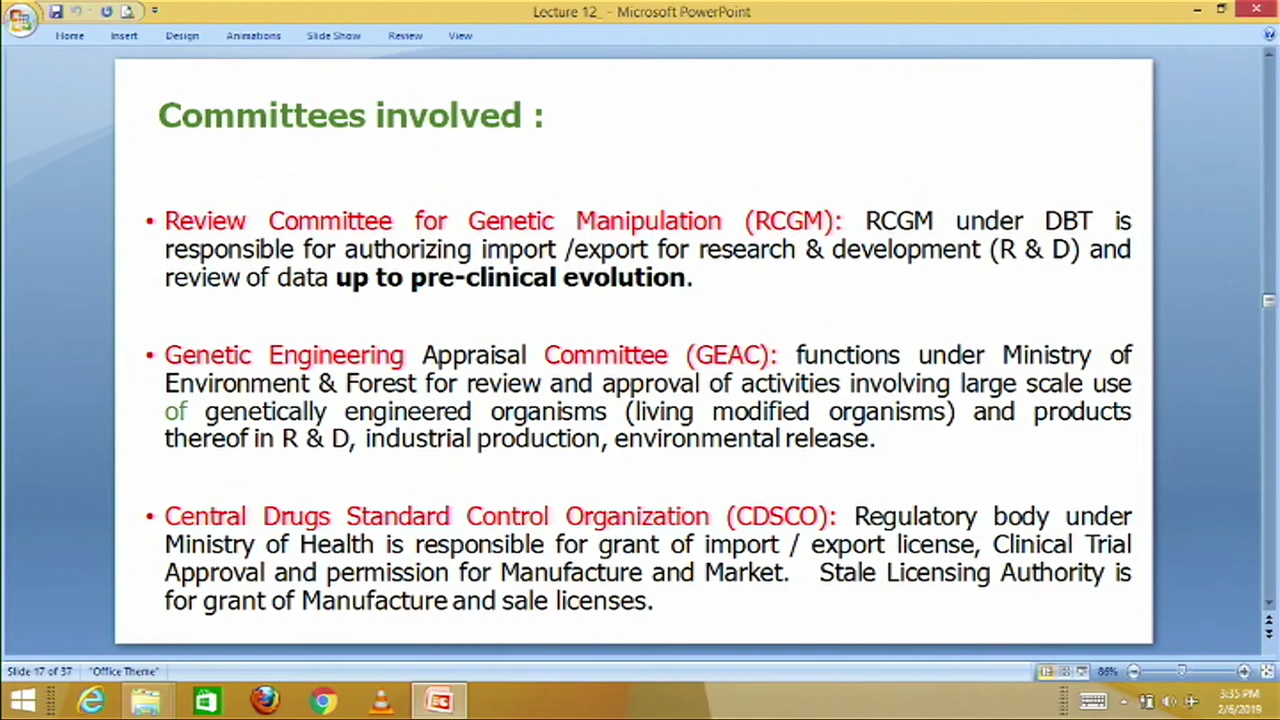 Lecture 12_ - Microsoft PowerPoint
Home Insert Design Animations Slide Show Review View
Committees involved :
• Review Committee for Genetic Manipulation (RCGM): RCGM under DBT is
responsible for authorizing import /export for research & development (R & D) and
review of data up to pre-clinical evolution.
• Genetic Engineering Appraisal Committee (GEAC): functions under Ministry of
Environment & Forest for review and approval of activities involving large scale use
of genetically engineered organisms (living modified organisms) and products
thereof in R & D, industrial production, environmental release.
• Central Drugs Standard Control Organization (CDSCO): Regulatory body under
Ministry of Health is responsible for grant of import / export license, Clinical Trial
Approval and permission for Manufacture and Market. Stale Licensing Authority is
for grant of Manufacture and sale licenses.
Slide 17 of 37 "Office Theme" 86%
3:35 PM
2/6/2019